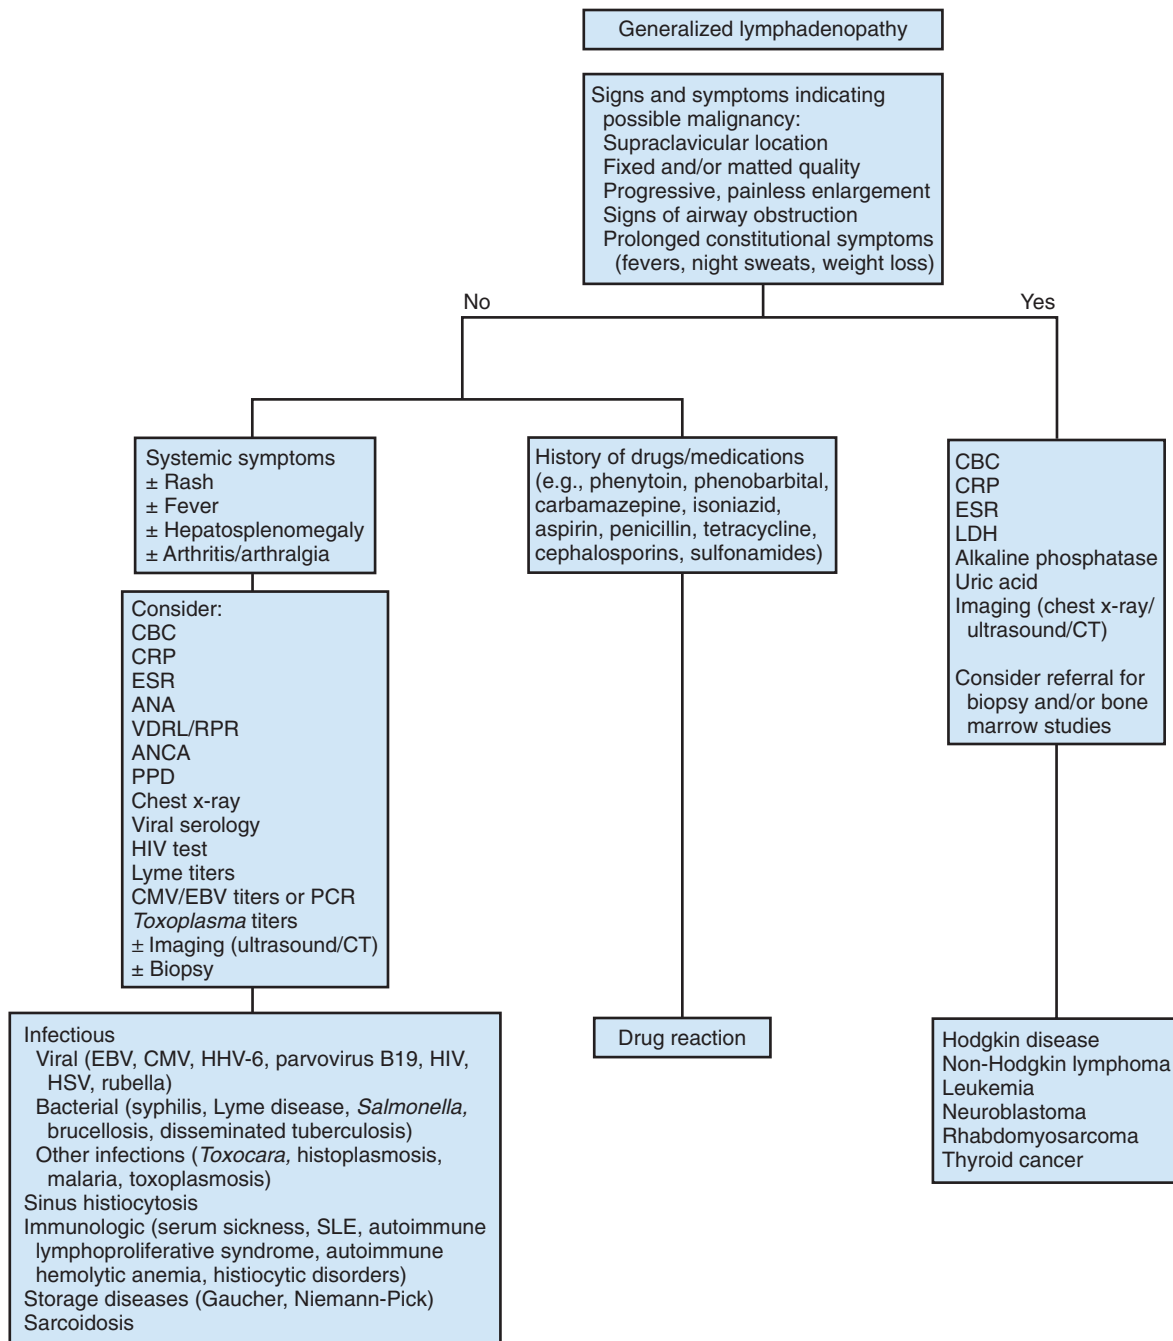 Generalized lymphadenopathy
Signs and symptoms indicating
possible malignancy:
Supraclavicular location
Fixed and/or matted quality
Progressive, painless enlargement
Signs of airway obstruction
Prolonged constitutional symptoms
(fevers, night sweats, weight loss)
No
Yes
Systemic symptoms
± Rash
± Fever
± Hepatosplenomegaly
± Arthritis/arthralgia
History of drugs/medications
(e.g., phenytoin, phenobarbital,
carbamazepine, isoniazid,
aspirin, penicillin, tetracycline,
cephalosporins, sulfonamides)
CBC
CRP
ESR
LDH
Alkaline phosphatase
Uric acid
Imaging (chest x-ray/
ultrasound/CT)
Consider referral for
biopsy and/or bone
marrow studies
Consider:
CBC
CRP
ESR
ANA
VDRL/RPR
ANCA
PPD
Chest x-ray
Viral serology
HIV test
Lyme titers
CMV/EBV titers or PCR
Toxoplasma titers
± Imaging (ultrasound/CT)
± Biopsy
Infectious
Viral (EBV, CMV, HHV-6, parvovirus B19, HIV,
HSV, rubella)
Bacterial (syphilis, Lyme disease, Salmonella,
brucellosis, disseminated tuberculosis)
Other infections (Toxocara, histoplasmosis,
malaria, toxoplasmosis)
Sinus histiocytosis
Immunologic (serum sickness, SLE, autoimmune
lymphoproliferative syndrome, autoimmune
hemolytic anemia, histiocytic disorders)
Storage diseases (Gaucher, Niemann-Pick)
Sarcoidosis
Drug reaction
Hodgkin disease
Non-Hodgkin lymphoma
Leukemia
Neuroblastoma
Rhabdomyosarcoma
Thyroid cancer